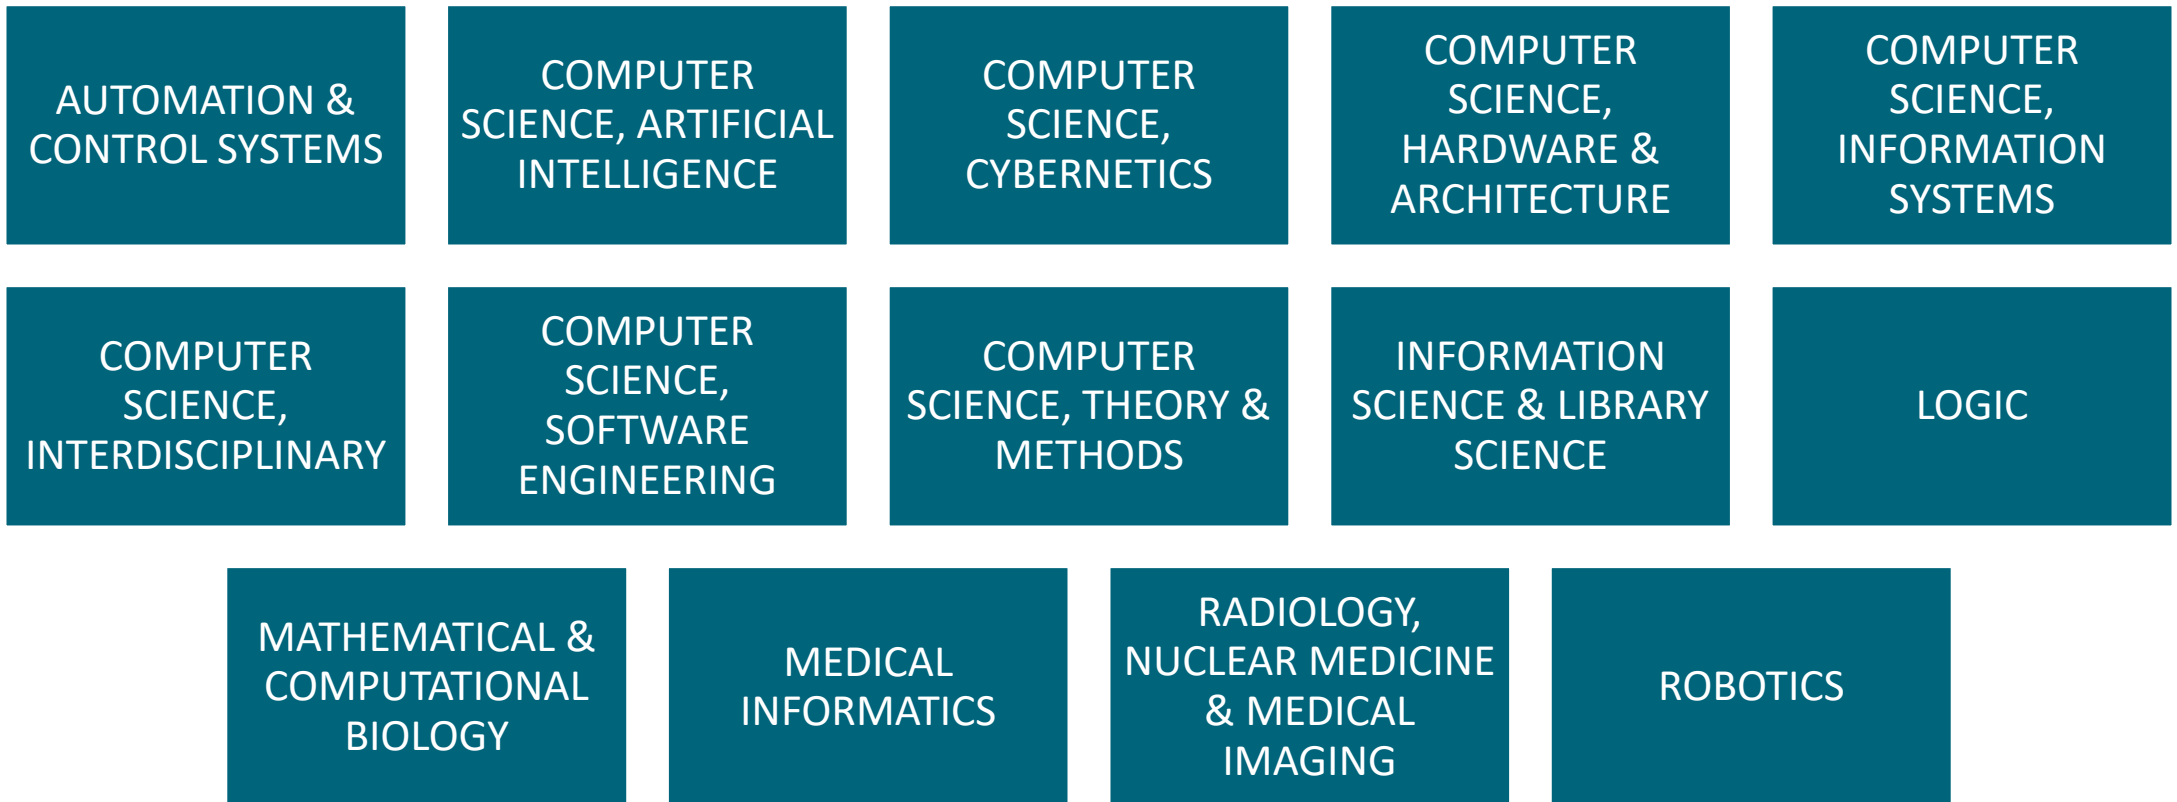 AUTOMATION &
CONTROL SYSTEMS
COMPUTER
SCIENCE, ARTIFICIAL
INTELLIGENCE
COMPUTER
SCIENCE,
CYBERNETICS
COMPUTER
SCIENCE,
HARDWARE &
ARCHITECTURE
COMPUTER
SCIENCE,
INFORMATION
SYSTEMS
COMPUTER
SCIENCE,
INTERDISCIPLINARY
COMPUTER
SCIENCE,
SOFTWARE
ENGINEERING
COMPUTER
SCIENCE, THEORY &
METHODS
INFORMATION
SCIENCE & LIBRARY
SCIENCE
LOGIC
MATHEMATICAL &
COMPUTATIONAL
BIOLOGY
MEDICAL
INFORMATICS
RADIOLOGY,
NUCLEAR MEDICINE
& MEDICAL
IMAGING
ROBOTICS